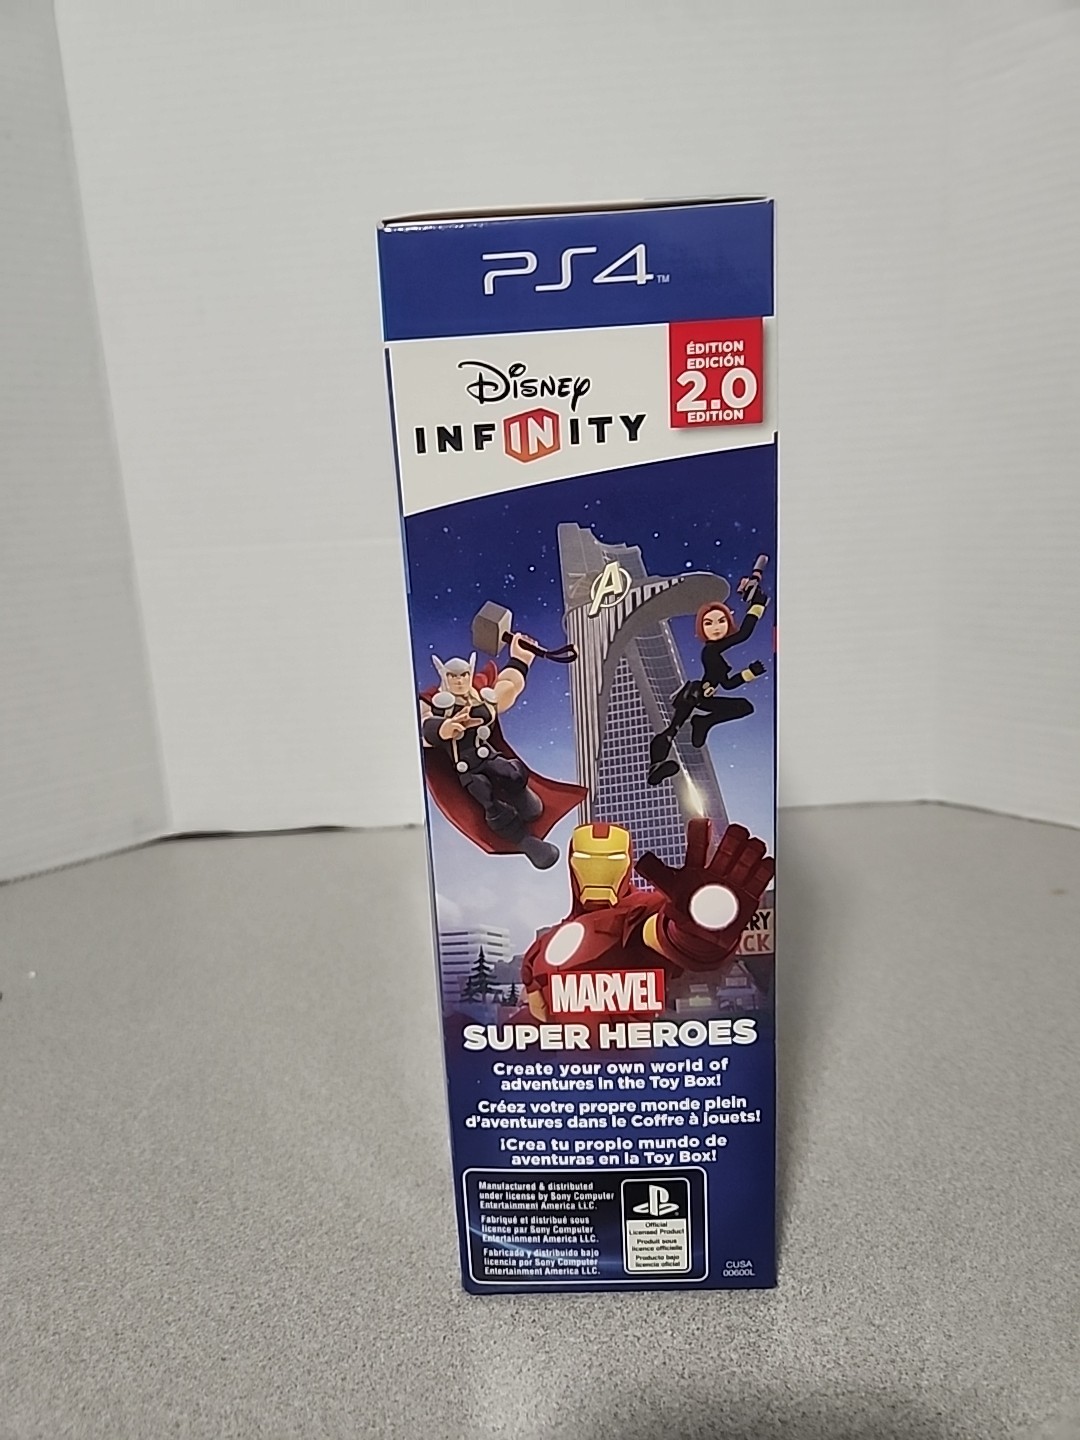 PS4™
Disney
INFINITY
ÉDITION
EDICIÓN
2.0
EDITION
A
RY
CK
MARVEL
SUPER HEROES
Create your own world of
adventures in the Toy Box!
Créez votre propre monde plein
d'aventures dans le Coffre à jouets!
¡Crea tu propio mundo de
aventuras en la Toy Box!
Manufactured & distributed
under license by Sony Computer
Entertainment America LLC.
Fabriqué et distribué sous
licence par Sony Computer
Entertainment America LLC.
Fabricado y distribuido bajo
licencia por Sony Computer
Entertainment America LLC.
Official
Licensed Product
Produit sous
licence officielle
Producto bajo
licencia oficial
CUSA
00600L